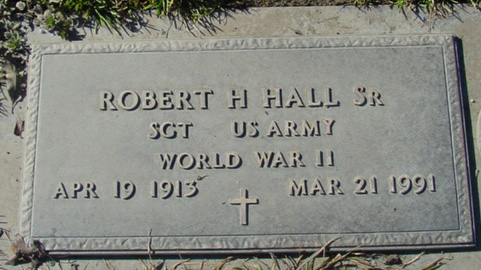 ROBERT H HALL SR
SGT US ARMY
WORLD WAR II
APR 19 1913 MAR 21 1991